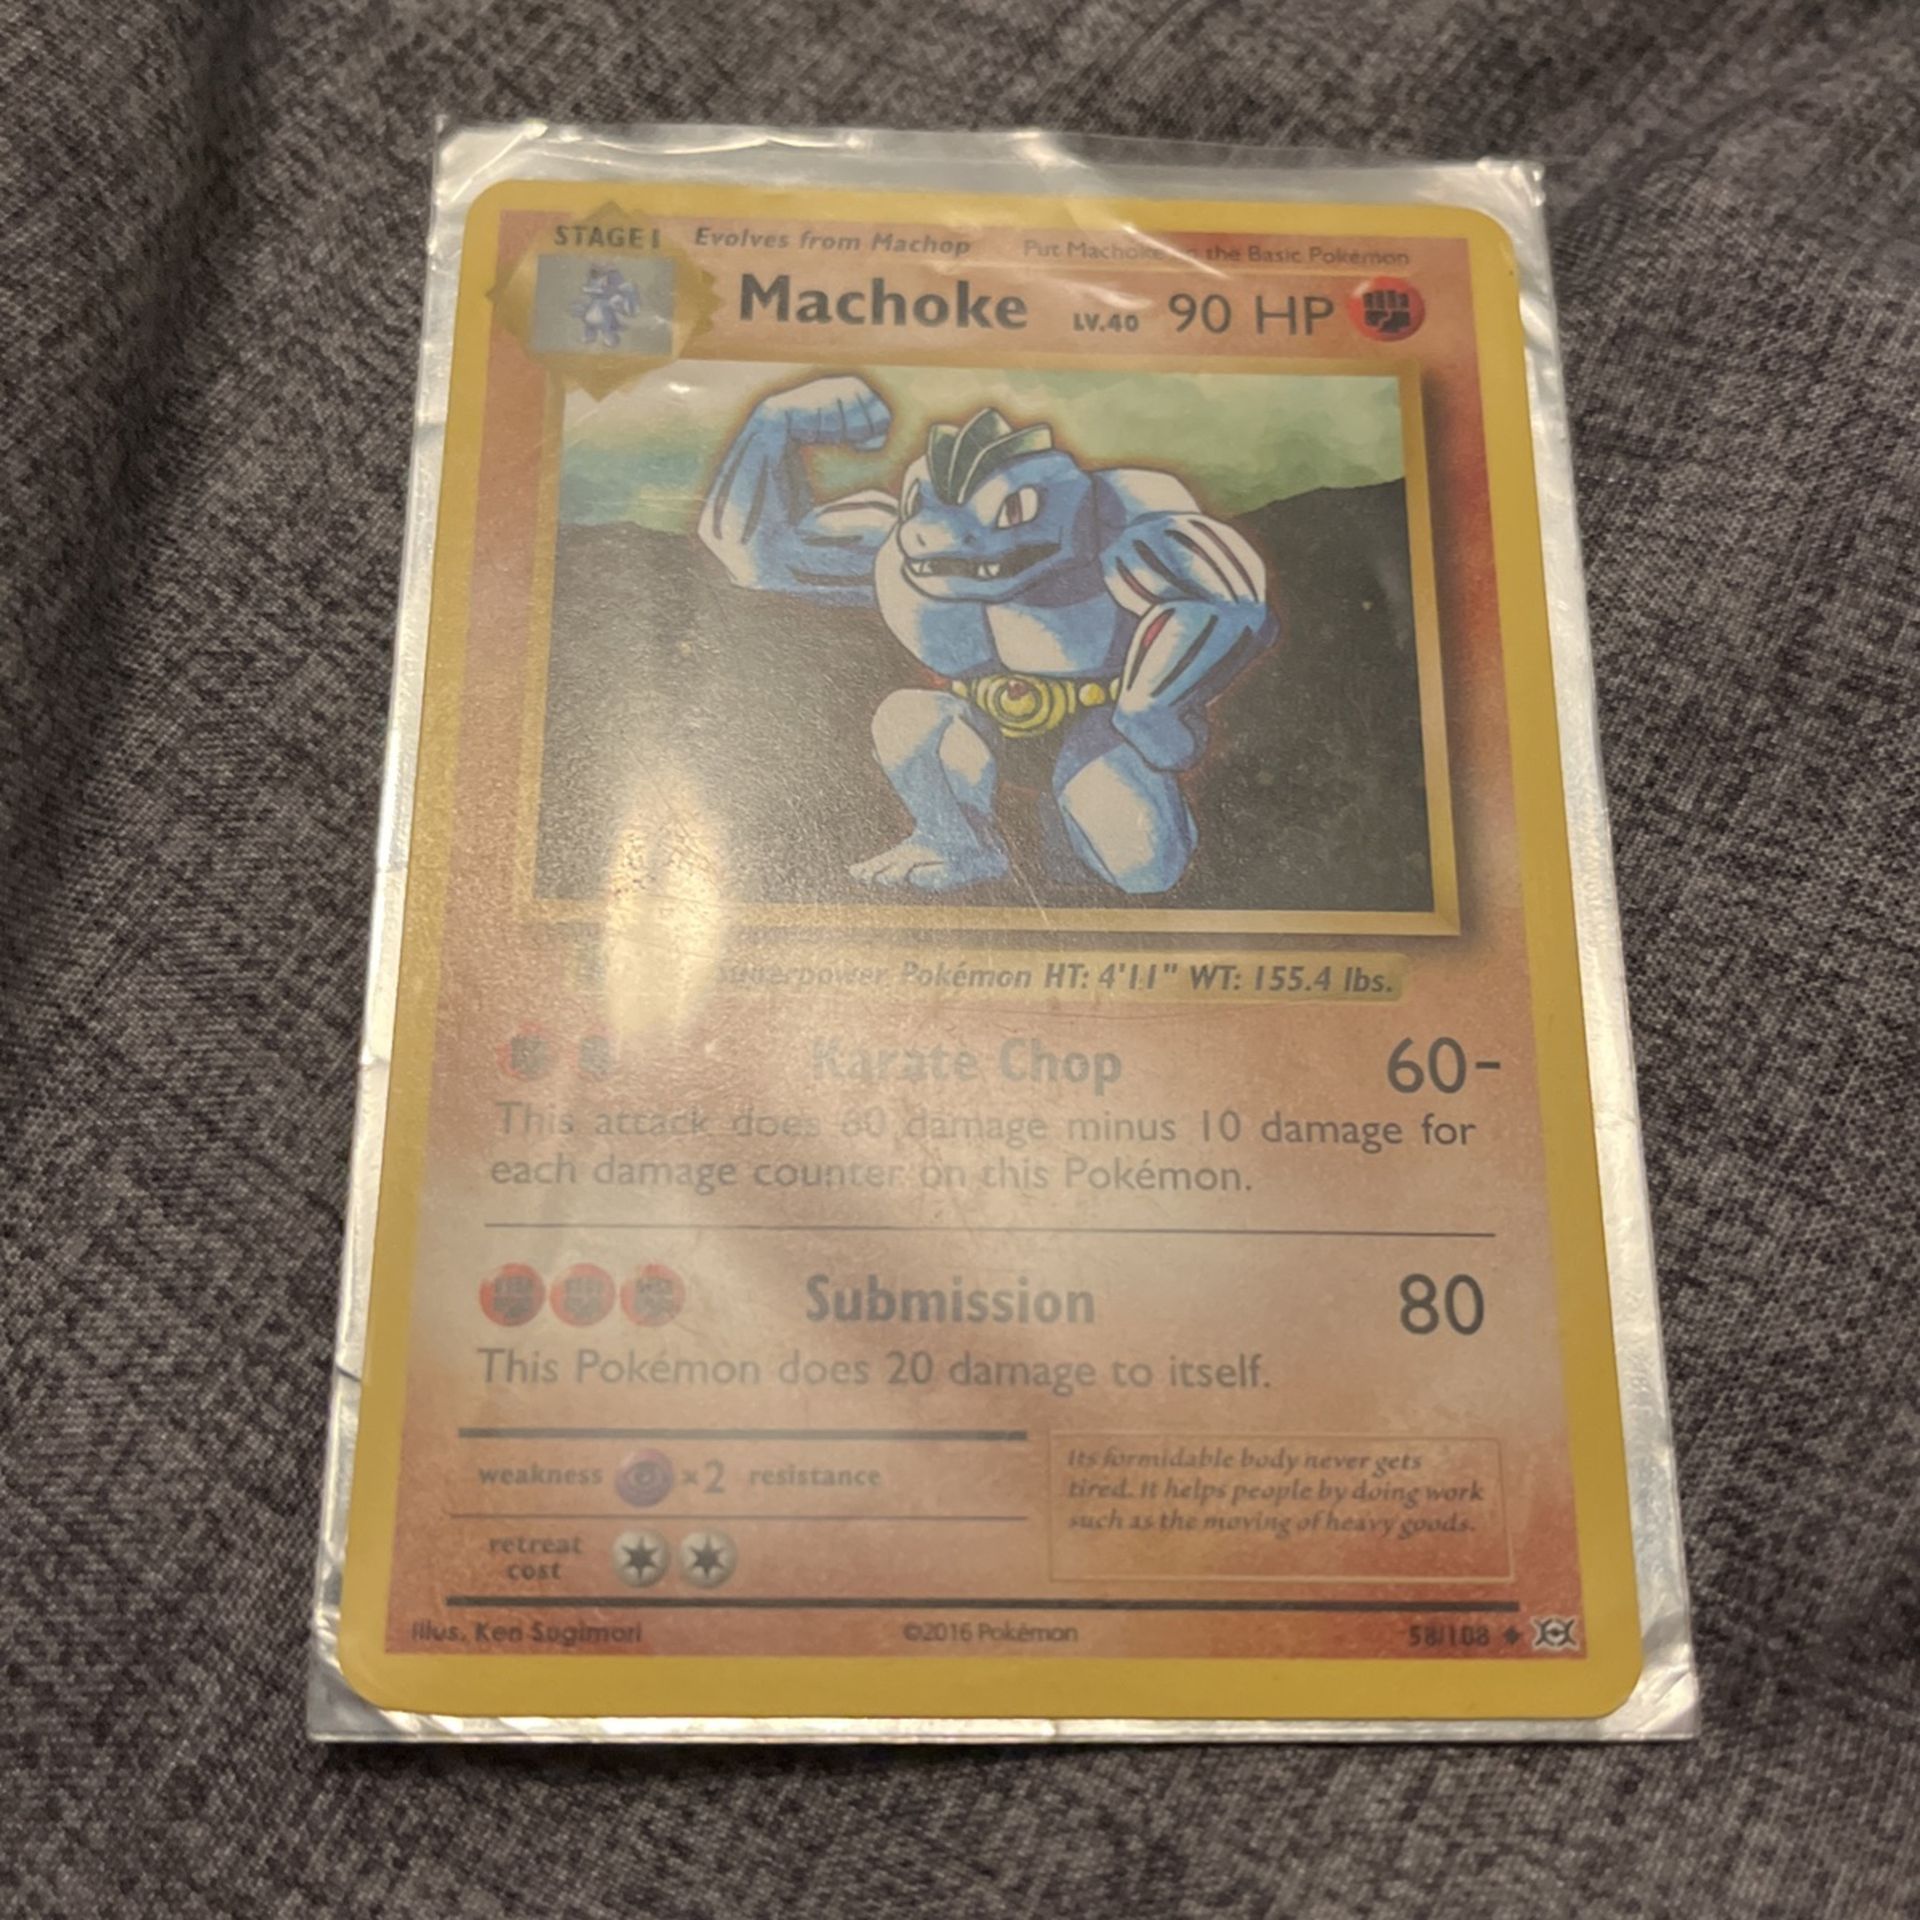 STAGE 1 Evolves from Machop Put Machoke on the Basic Pokémon
Machoke LV.40 90 HP
Superpower Pokémon HT: 4'11" WT: 155.4 lbs.
Karate Chop 60-
This attack does 60 damage minus 10 damage for
each damage counter on this Pokémon.
Submission 80
This Pokémon does 20 damage to itself.
weakness ×2 resistance
retreat
cost
Its formidable body never gets
tired. It helps people by doing work
such as the moving of heavy goods.
Illus. Ken Sugimori ©2016 Pokémon 58/108